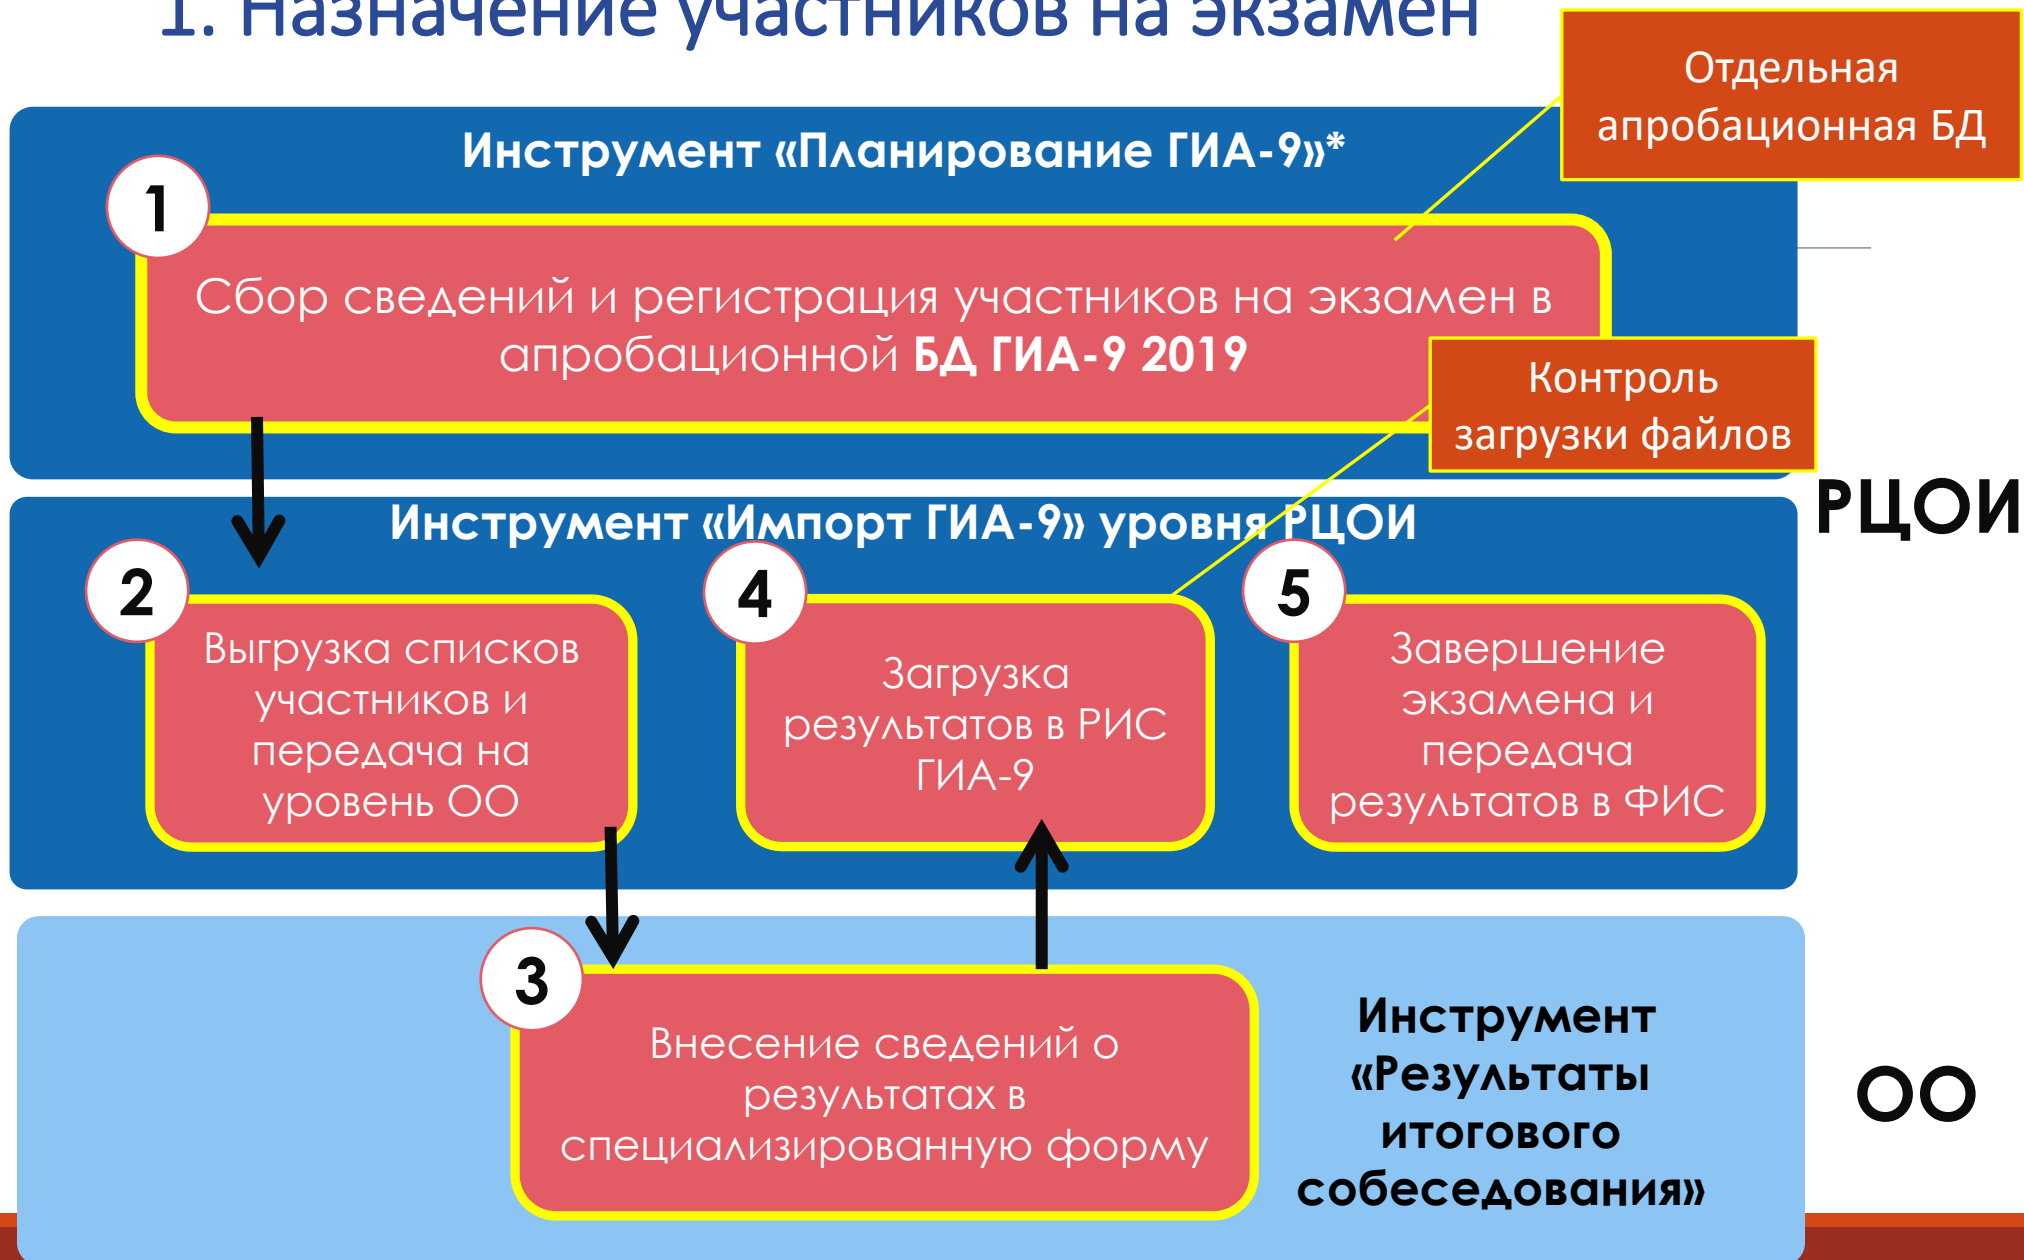 1. Назначение участников на экзамен
Отдельная
апробационная БД
Инструмент «Планирование ГИА-9»*
1
Сбор сведений и регистрация участников на экзамен в
апробационной БД ГИА-9 2019
Контроль
загрузки файлов
РЦОИ
Инструмент «Импорт ГИА-9» уровня РЦОИ
2
Выгрузка списков
участников и
передача на
уровень ОО
4
Загрузка
результатов в РИС
ГИА-9
5
Завершение
экзамена и
передача
результатов в ФИС
3
Внесение сведений о
результатах в
специализированную форму
Инструмент
«Результаты
итогового
собеседования»
ОО